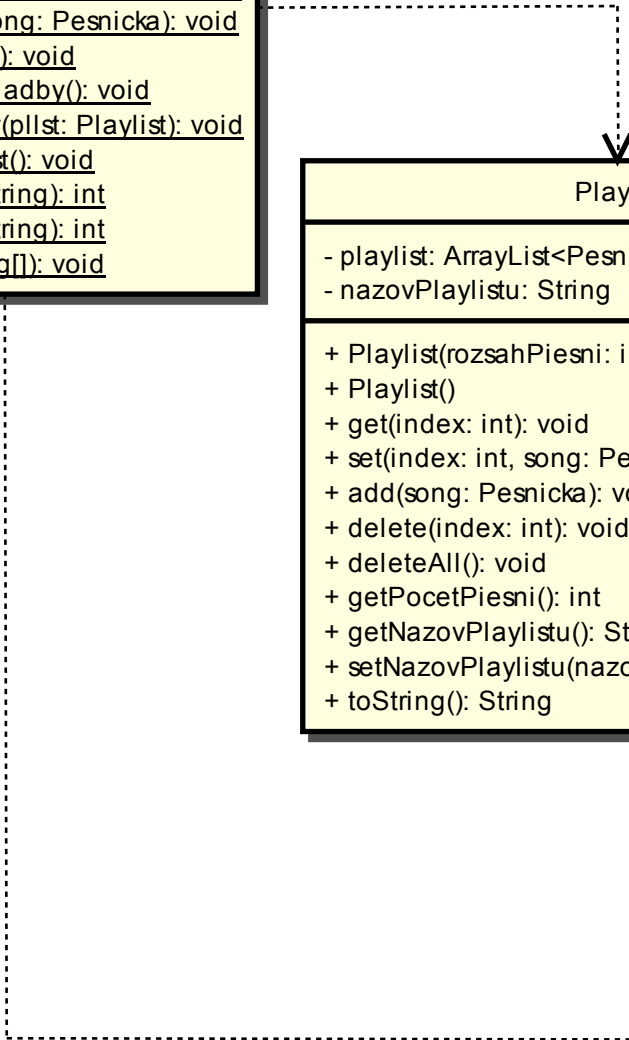 ong: Pesnicka): void
): void
adby(): void
(pllst: Playlist): void
st(): void
tring): int
tring): int
g[]): void
Play
- playlist: ArrayList<Pesn
- nazovPlaylistu: String
+ Playlist(rozsahPiesni: i
+ Playlist()
+ get(index: int): void
+ set(index: int, song: Pe
+ add(song: Pesnicka): vo
+ delete(index: int): void
+ deleteAll(): void
+ getPocetPiesni(): int
+ getNazovPlaylistu(): St
+ setNazovPlaylistu(nazo
+ toString(): String